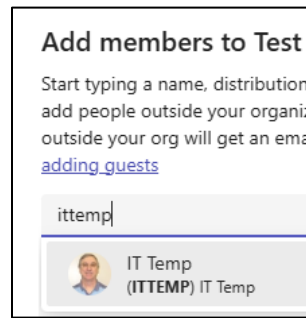 Add members to Test
Start typing a name, distribution
add people outside your organiz
outside your org will get an ema
adding guests
ittemp
IT Temp
(ITTEMP) IT Temp